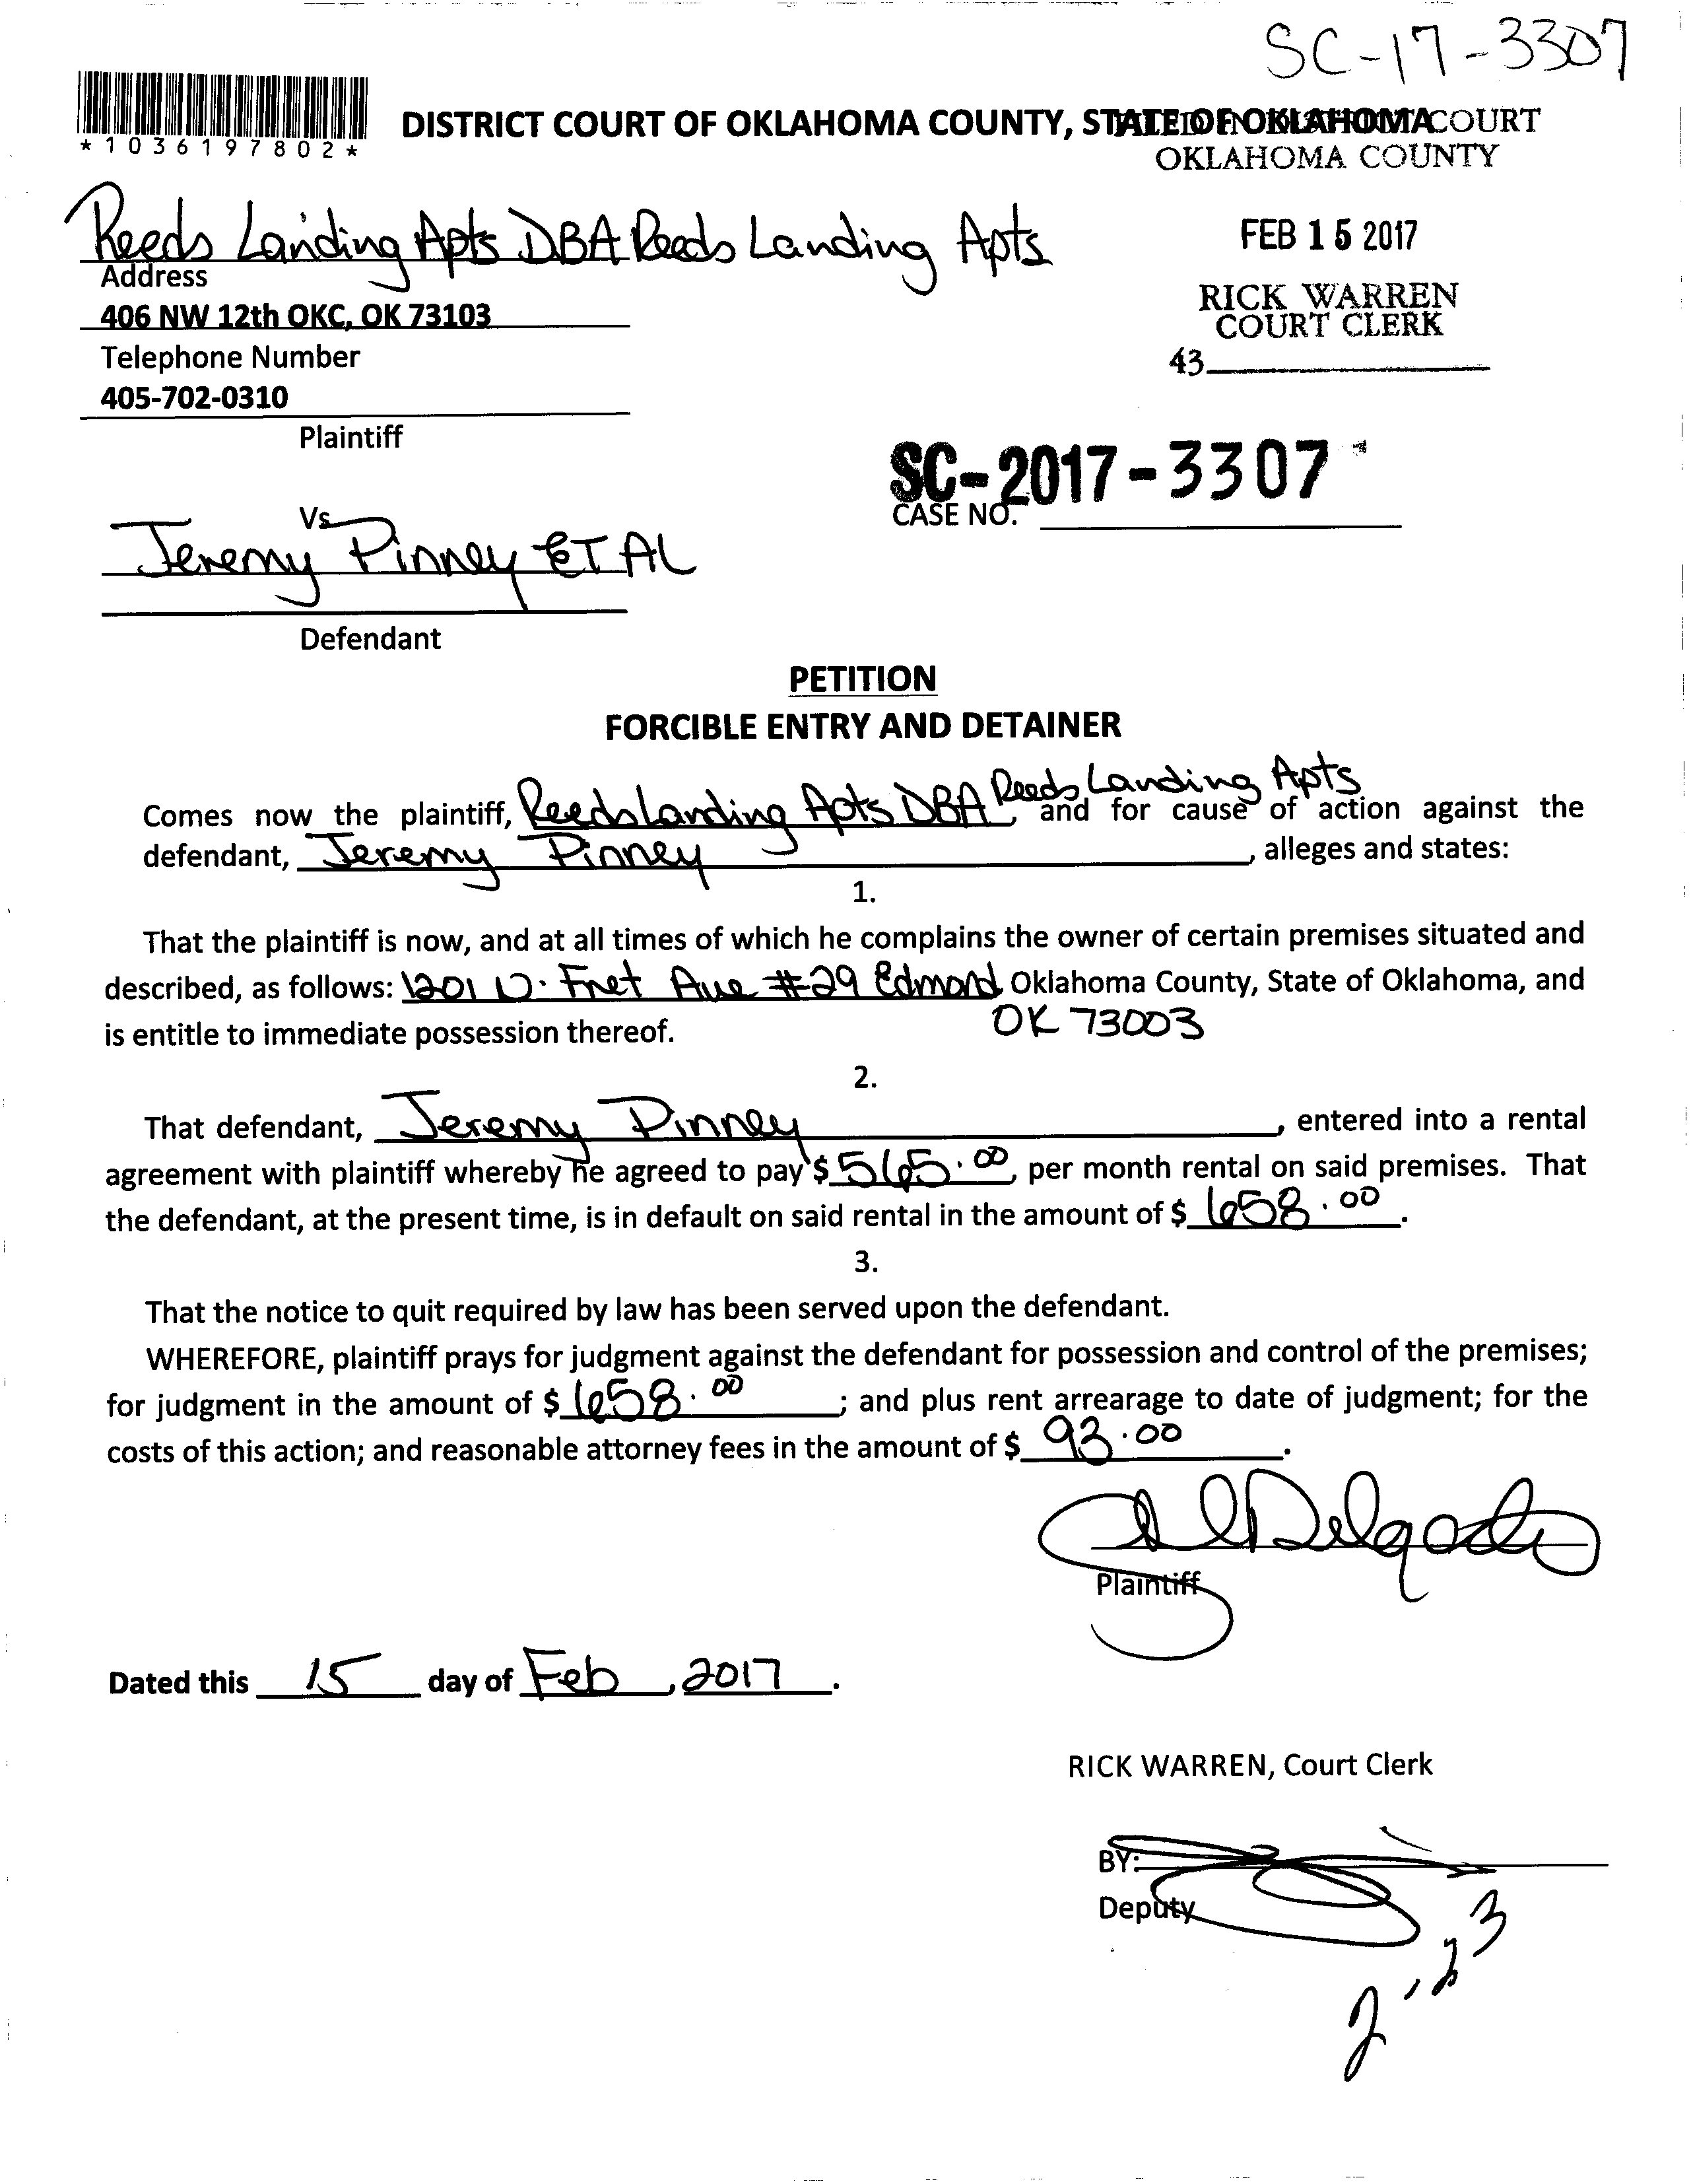 SC-17-3307
*1036197802*
DISTRICT COURT OF OKLAHOMA COUNTY, STATE OF OKLAHOMA
COURT
OKLAHOMA COUNTY
Reeds Landing Apts DBA Reeds Landing Apts
FEB 15 2017
Address
406 NW 12th OKC, OK 73103
RICK WARREN
COURT CLERK
Telephone Number
43
405-702-0310
Plaintiff
SC-2017-3307
Vs
CASE NO.
Jeremy Pinney ET AL
Defendant
PETITION
FORCIBLE ENTRY AND DETAINER
Comes now the plaintiff, Reeds Landing Apts DBA Reeds Landing Apts, and for cause of action against the
defendant, Jeremy Pinney, alleges and states:
1.
That the plaintiff is now, and at all times of which he complains the owner of certain premises situated and
described, as follows: 1201 Fret Ave #29 Edmond Oklahoma County, State of Oklahoma, and
OK 73003
is entitle to immediate possession thereof.
2.
That defendant, Jeremy Pinney, entered into a rental
agreement with plaintiff whereby he agreed to pay $ 565.00, per month rental on said premises. That
the defendant, at the present time, is in default on said rental in the amount of $ 658.00.
3.
That the notice to quit required by law has been served upon the defendant.
WHEREFORE, plaintiff prays for judgment against the defendant for possession and control of the premises;
for judgment in the amount of $ 658.00; and plus rent arrearage to date of judgment; for the
costs of this action; and reasonable attorney fees in the amount of $ 93.00.
Delgado
Plaintiff
Dated this 15 day of Feb, 2017.
RICK WARREN, Court Clerk
BY:
Deputy